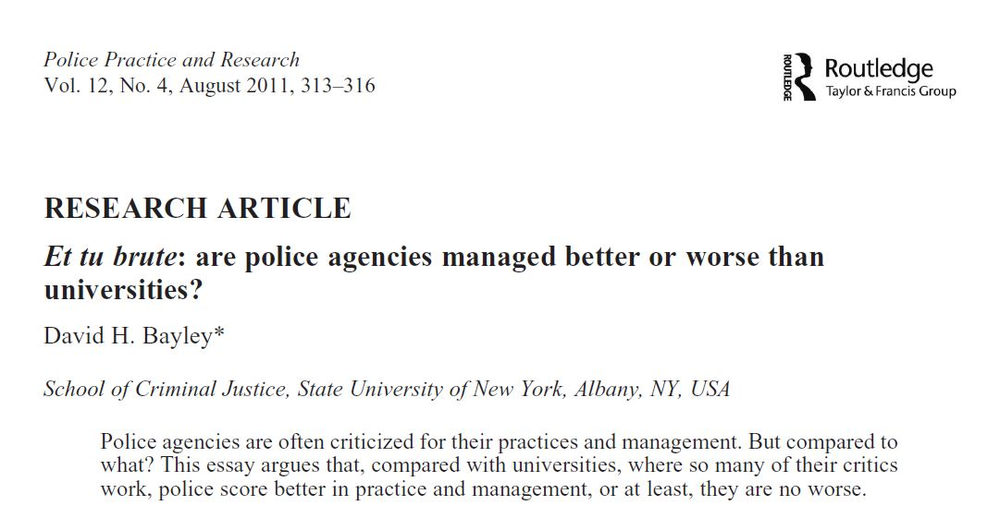 Police Practice and Research
Vol. 12, No. 4, August 2011, 313–316
ROUTLEDGE
Routledge
Taylor & Francis Group
RESEARCH ARTICLE
Et tu brute: are police agencies managed better or worse than
universities?
David H. Bayley*
School of Criminal Justice, State University of New York, Albany, NY, USA
Police agencies are often criticized for their practices and management. But compared to
what? This essay argues that, compared with universities, where so many of their critics
work, police score better in practice and management, or at least, they are no worse.